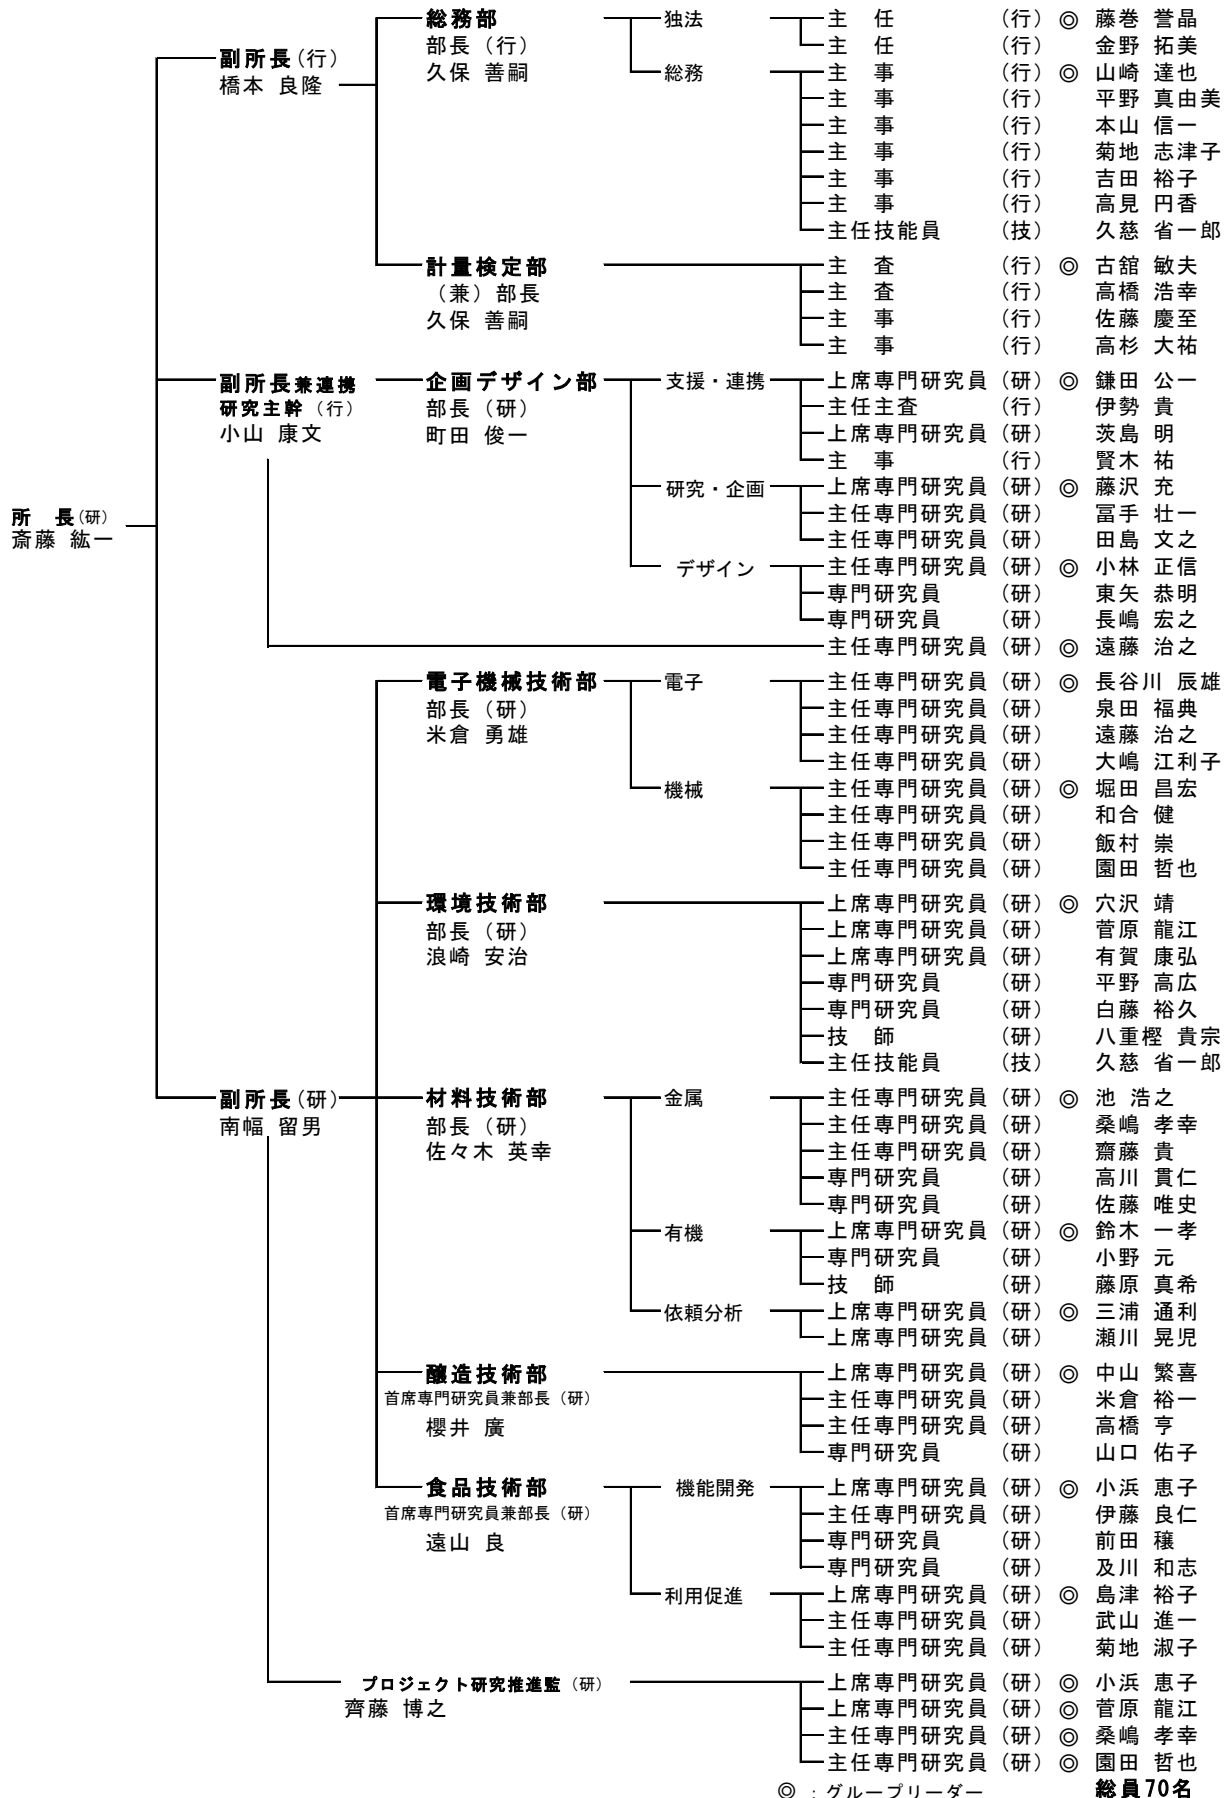 総務部 独法 主 任 (行) ◎ 藤巻 誉晶
副所長(行) 部長(行) 主 任 (行) 金野 拓美
橋本 良隆 久保 善嗣 総務 主 事 (行) ◎ 山崎 達也
主 事 (行) 平野 真由美
主 事 (行) 本山 信一
主 事 (行) 菊地 志津子
主 事 (行) 吉田 裕子
主 事 (行) 高見 円香
主任技能員 (技) 久慈 省一郎
計量検定部 主 査 (行) ◎ 古舘 敏夫
(兼)部長 主 査 (行) 高橋 浩幸
久保 善嗣 主 事 (行) 佐藤 慶至
主 事 (行) 高杉 大祐
副所長兼連携 企画デザイン部 支援・連携 上席専門研究員 (研) ◎ 鎌田 公一
研究主幹(行) 部長(研) 主任主査 (行) 伊勢 貴
小山 康文 町田 俊一 上席専門研究員 (研) 茨島 明
主 事 (行) 賢木 祐
研究・企画 上席専門研究員 (研) ◎ 藤沢 充
所 長(研) 主任専門研究員 (研) 冨手 壮一
斎藤 紘一 主任専門研究員 (研) 田島 文之
デザイン 主任専門研究員 (研) ◎ 小林 正信
専門研究員 (研) 東矢 恭明
専門研究員 (研) 長嶋 宏之
主任専門研究員 (研) ◎ 遠藤 治之
電子機械技術部 電子 主任専門研究員 (研) ◎ 長谷川 辰雄
部長(研) 主任専門研究員 (研) 泉田 福典
米倉 勇雄 主任専門研究員 (研) 遠藤 治之
主任専門研究員 (研) 大嶋 江利子
機械 主任専門研究員 (研) ◎ 堀田 昌宏
主任専門研究員 (研) 和合 健
主任専門研究員 (研) 飯村 崇
主任専門研究員 (研) 園田 哲也
環境技術部 上席専門研究員 (研) ◎ 穴沢 靖
部長(研) 上席専門研究員 (研) 菅原 龍江
浪崎 安治 上席専門研究員 (研) 有賀 康弘
専門研究員 (研) 平野 高広
専門研究員 (研) 白藤 裕久
技 師 (研) 八重樫 貴宗
主任技能員 (技) 久慈 省一郎
副所長(研) 材料技術部 金属 主任専門研究員 (研) ◎ 池 浩之
南幅 留男 部長(研) 主任専門研究員 (研) 桑嶋 孝幸
佐々木 英幸 主任専門研究員 (研) 齋藤 貴
専門研究員 (研) 高川 貫仁
専門研究員 (研) 佐藤 唯史
有機 上席専門研究員 (研) ◎ 鈴木 一孝
専門研究員 (研) 小野 元
技 師 (研) 藤原 真希
依頼分析 上席専門研究員 (研) ◎ 三浦 通利
上席専門研究員 (研) 瀬川 晃児
醸造技術部 上席専門研究員 (研) ◎ 中山 繁喜
首席専門研究員兼部長(研) 主任専門研究員 (研) 米倉 裕一
櫻井 廣 主任専門研究員 (研) 高橋 亨
専門研究員 (研) 山口 佑子
食品技術部 機能開発 上席専門研究員 (研) ◎ 小浜 恵子
首席専門研究員兼部長(研) 主任専門研究員 (研) 伊藤 良仁
遠山 良 専門研究員 (研) 前田 穣
専門研究員 (研) 及川 和志
利用促進 上席専門研究員 (研) ◎ 島津 裕子
主任専門研究員 (研) 武山 進一
主任専門研究員 (研) 菊地 淑子
プロジェクト研究推進監(研) 上席専門研究員 (研) ◎ 小浜 恵子
齊藤 博之 上席専門研究員 (研) ◎ 菅原 龍江
主任専門研究員 (研) ◎ 桑嶋 孝幸
主任専門研究員 (研) ◎ 園田 哲也
◎ :グループリーダー 総員70名